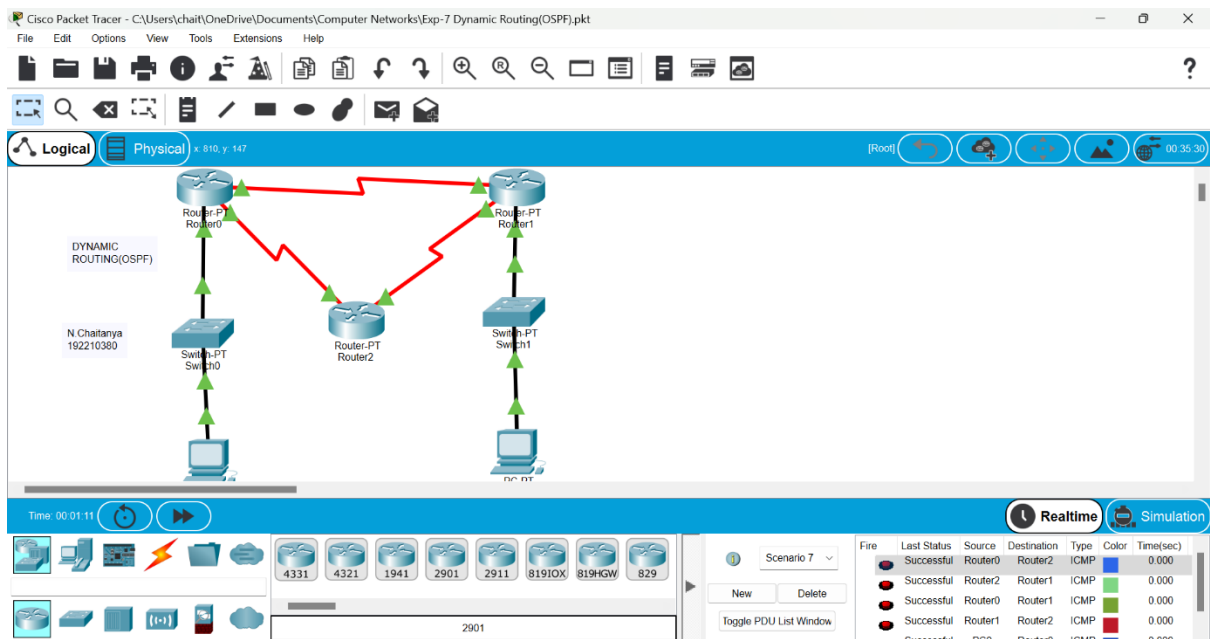 Cisco Packet Tracer - C:\Users\chait\OneDrive\Documents\Computer Networks\Exp-7 Dynamic Routing(OSPF).pkt
File Edit Options View Tools Extensions Help
?
Logical Physical x: 810, y: 147 [Root] 00:35:30
Router-PT
Router0
Router-PT
Router1
DYNAMIC
ROUTING(OSPF)
N.Chaitanya
192210380
Switch-PT
Switch0
Router-PT
Router2
Switch-PT
Switch1
PC-PT
Time: 00:01:11 Realtime Simulation
4331 4321 1941 2901 2911 819IOX 819HGW 829
2901
Scenario 7
New Delete
Toggle PDU List Window
Fire Last Status Source Destination Type Color Time(sec)
Successful Router0 Router2 ICMP 0.000
Successful Router2 Router1 ICMP 0.000
Successful Router0 Router1 ICMP 0.000
Successful Router1 Router2 ICMP 0.000